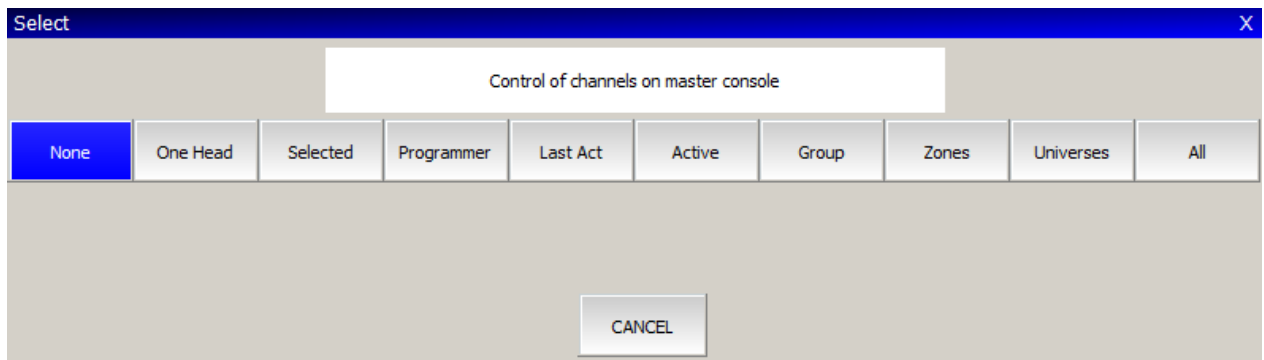 Select X
Control of channels on master console
None One Head Selected Programmer Last Act Active Group Zones Universes All
CANCEL